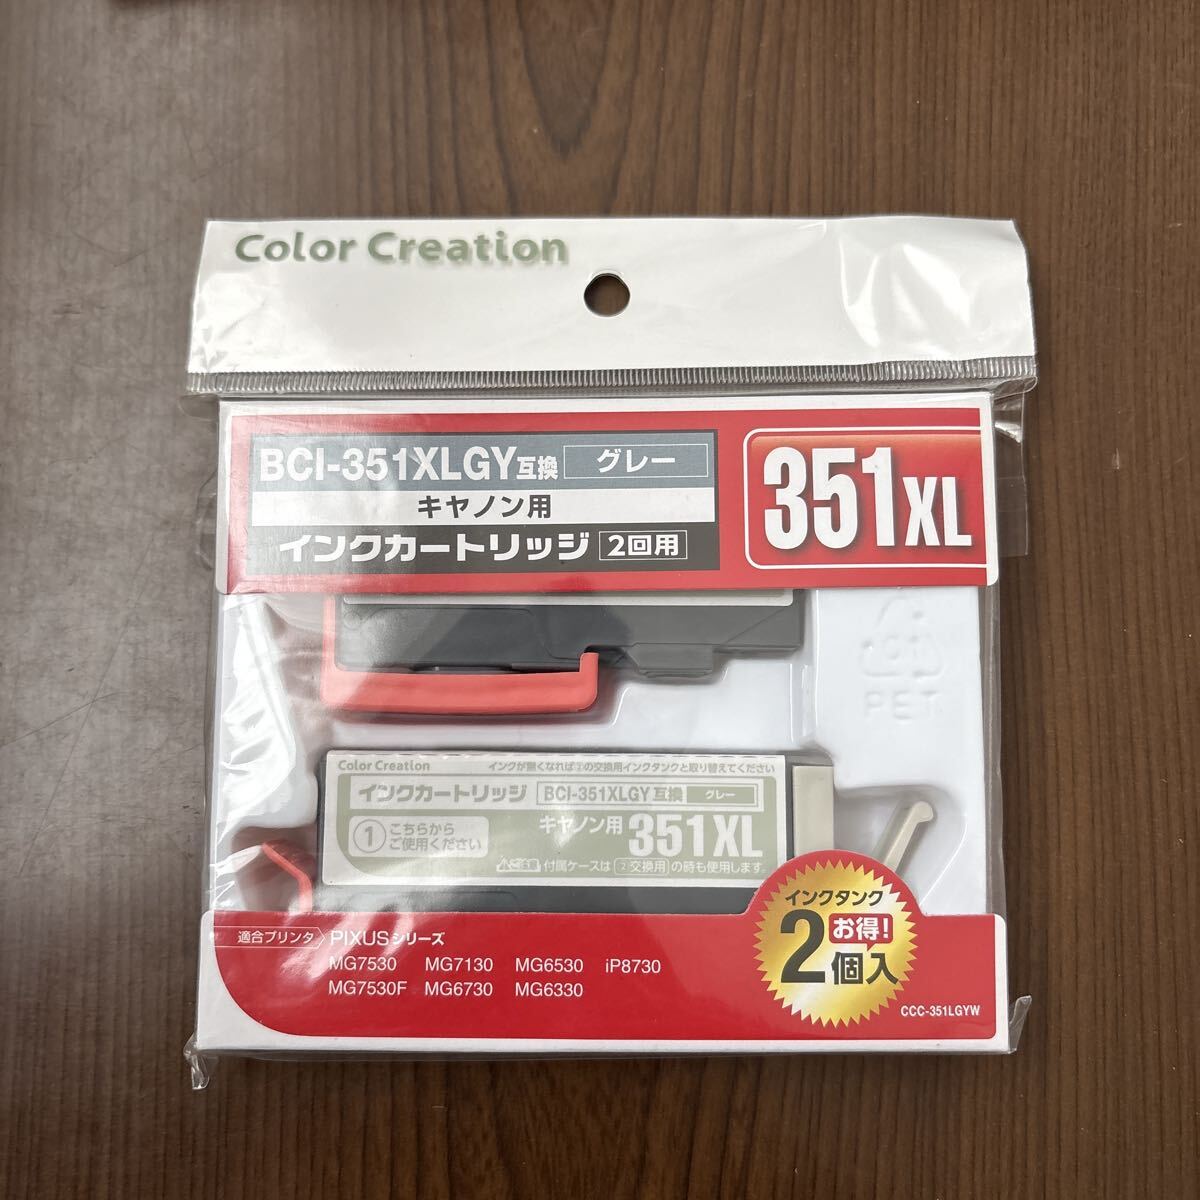 Color Creation
BCI-351XLGY互換 グレー
キヤノン用
インクカートリッジ 2回用
351XL
PET
Color Creation インクが無くなれば②の交換用インクタンクと取り替えてください
インクカートリッジ BCI-351XLGY互換 グレー
1 こちらから
ご使用ください
キヤノン用 351XL
付属ケースは 2 交換用 の時も使用します。
適合プリンタ PIXUSシリーズ
MG7530 MG7130 MG6530 iP8730
MG7530F MG6730 MG6330
インクタンク
2個入
お得!
CCC-351LGYW